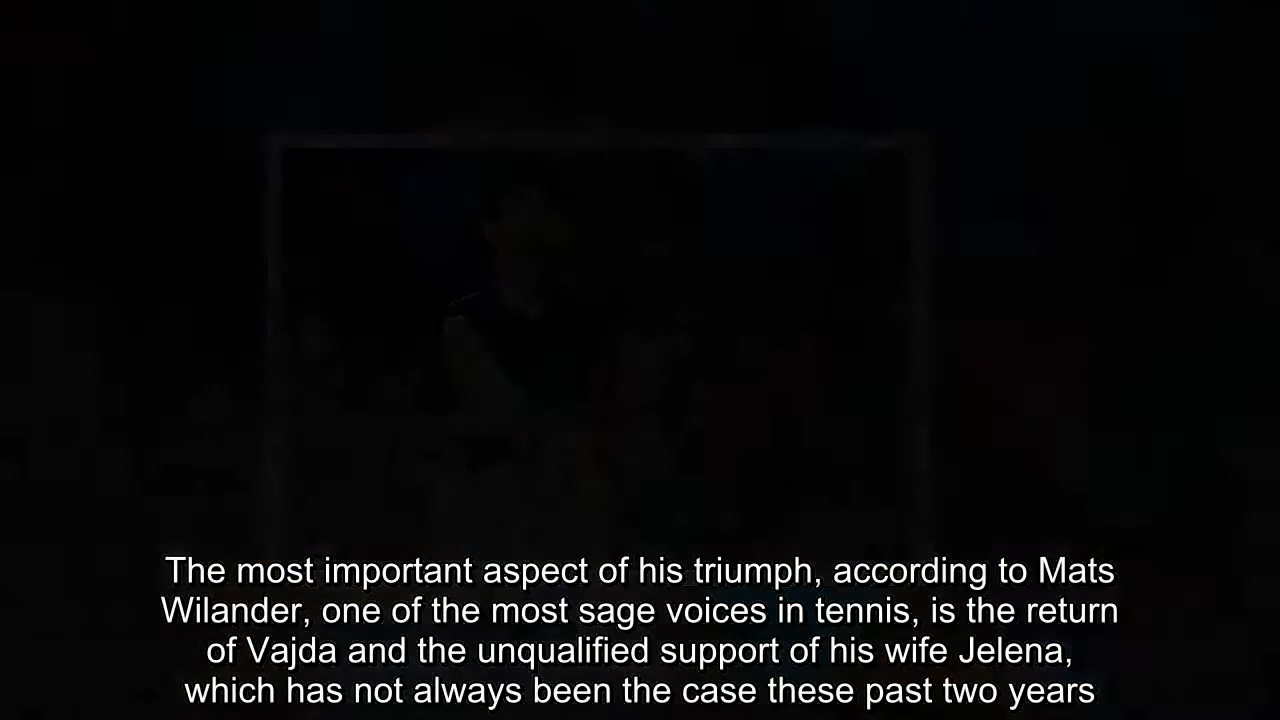 The most important aspect of his triumph, according to Mats
Wilander, one of the most sage voices in tennis, is the return
of Vajda and the unqualified support of his wife Jelena,
which has not always been the case these past two years